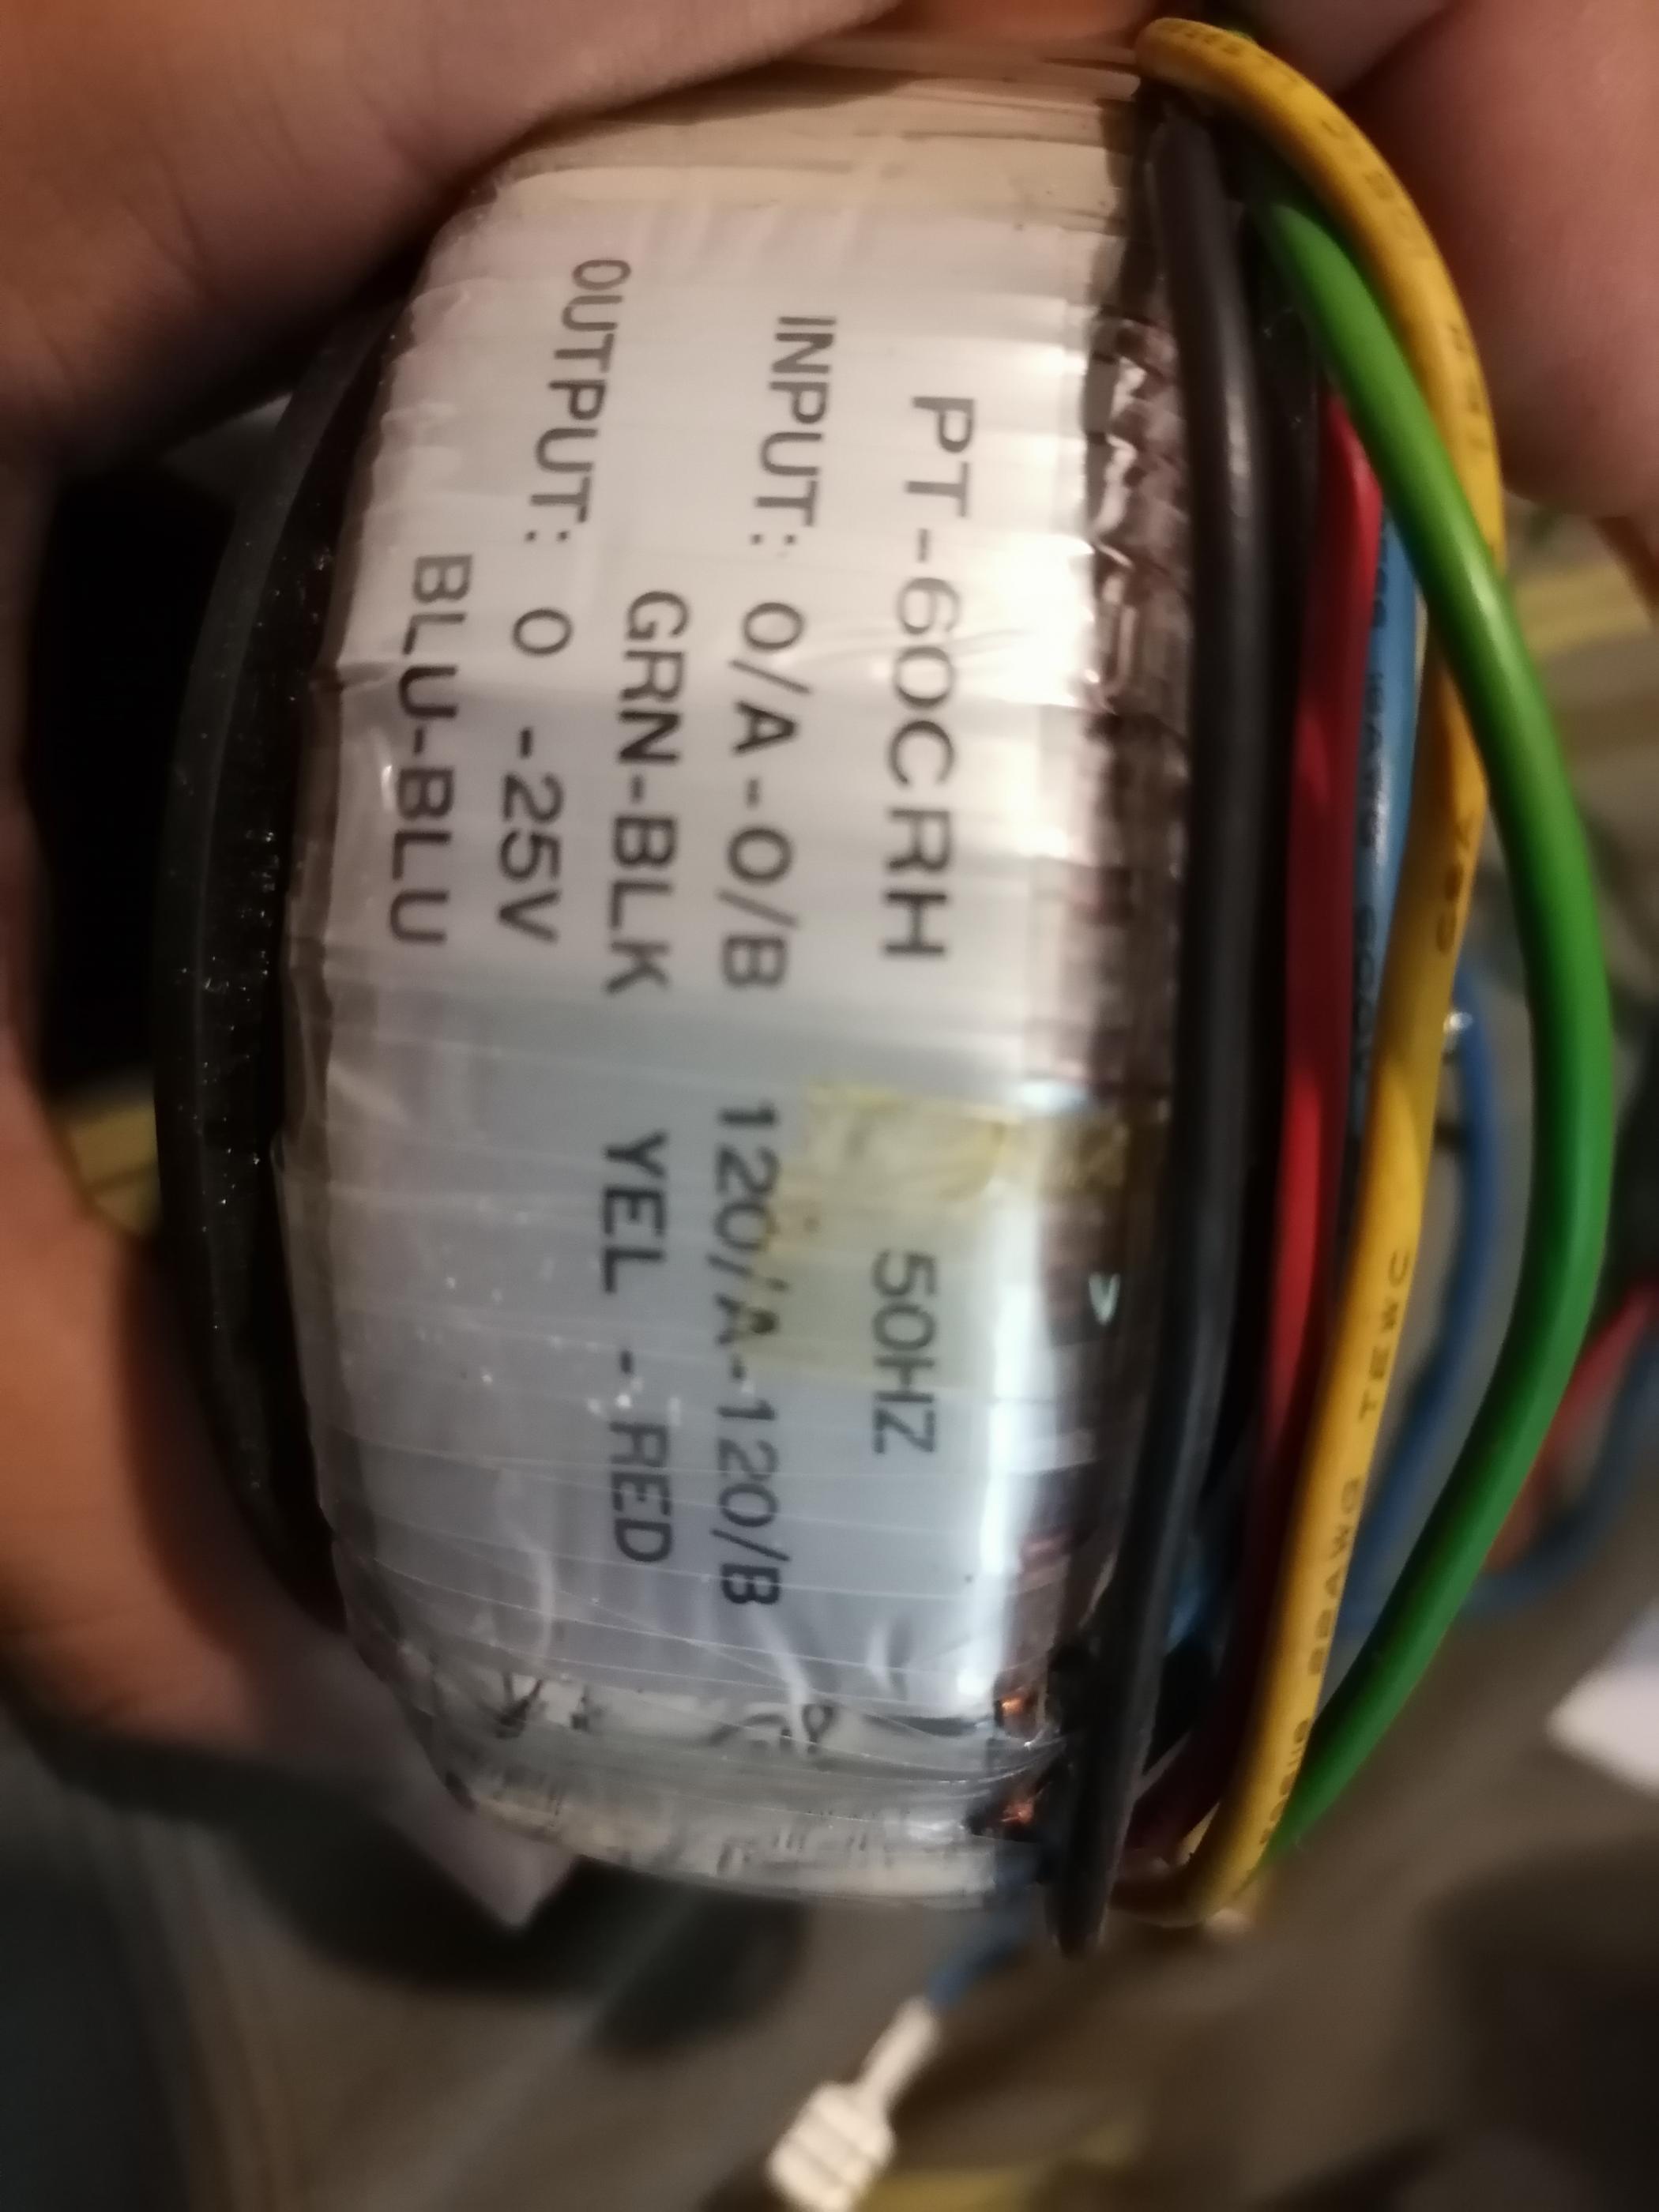 PT-60CRH 50HZ
INPUT: 0/A-0/B 120/A-120/B
GRN-BLK YEL - RED
OUTPUT: 0 -25V
BLU-BLU